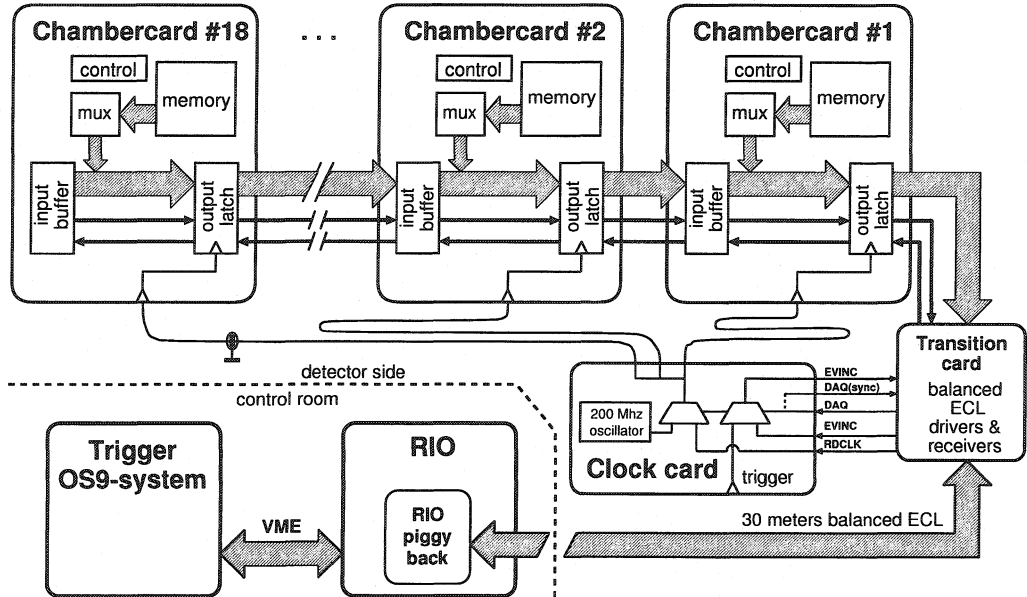 Chambercard #18
. . .
Chambercard #2
Chambercard #1
control
mux
memory
input
buffer
output
latch
control
mux
memory
input
buffer
output
latch
control
mux
memory
input
buffer
output
latch
detector side
control room
Transition
card
balanced
ECL
drivers &
receivers
EVINC
DAQ(sync)
DAQ
EVINC
RDCLK
200 Mhz
oscillator
Clock card
trigger
Trigger
OS9-system
VME
RIO
RIO
piggy
back
30 meters balanced ECL